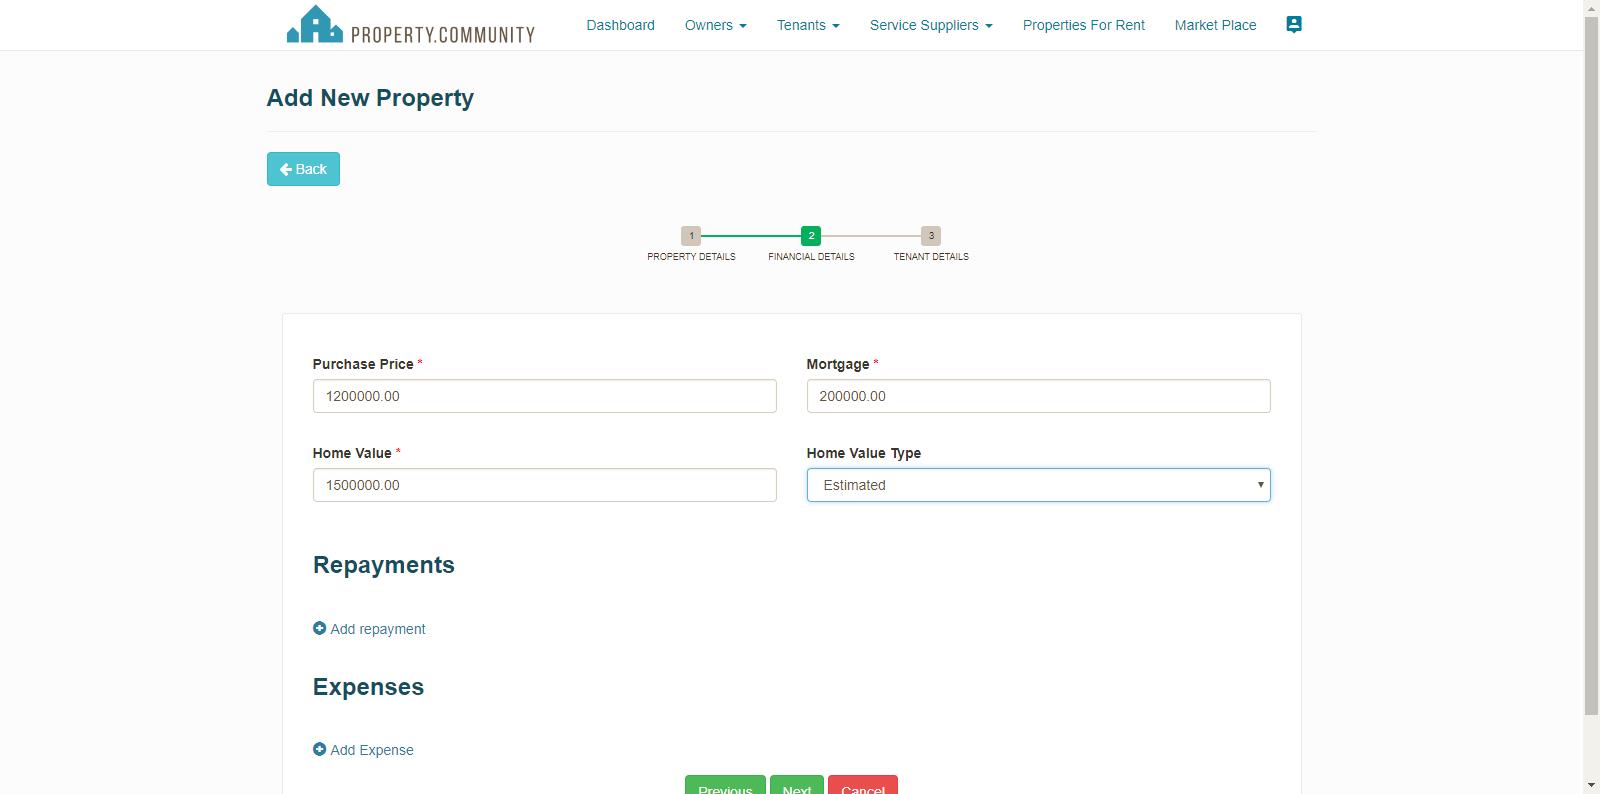 PROPERTY.COMMUNITY
Dashboard Owners Tenants Service Suppliers Properties For Rent Market Place
Add New Property
Back
1 2 3
PROPERTY DETAILS FINANCIAL DETAILS TENANT DETAILS
Purchase Price * Mortgage *
1200000.00 200000.00
Home Value * Home Value Type
1500000.00 Estimated
Repayments
Add repayment
Expenses
Add Expense
Previous Next Cancel